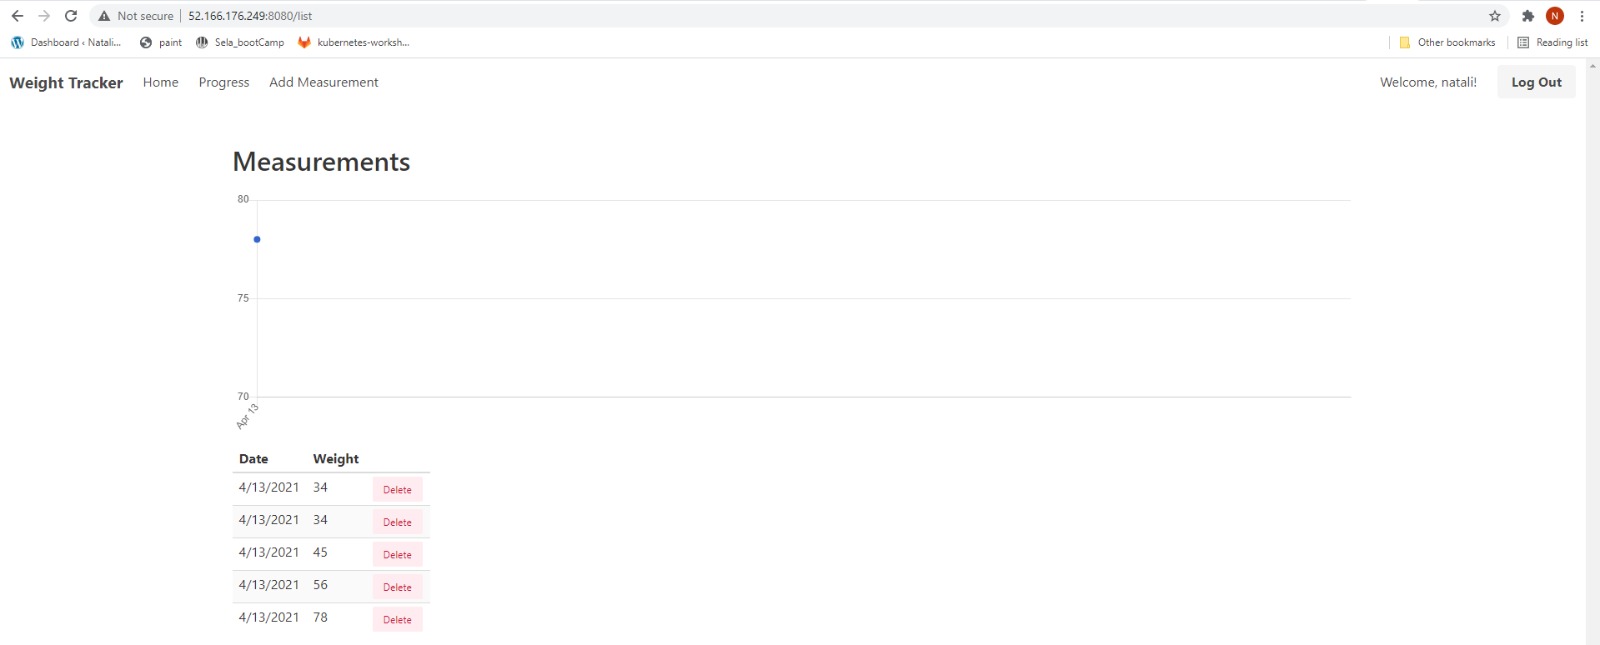 Not secure | 52.166.176.249:8080/list N
Dashboard ‹ Natali... paint Sela_bootCamp kubernetes-worksh... Other bookmarks Reading list
Weight Tracker Home Progress Add Measurement Welcome, natali! Log Out
Measurements
80
75
70
Apr 13
Date Weight
4/13/2021 34 Delete
4/13/2021 34 Delete
4/13/2021 45 Delete
4/13/2021 56 Delete
4/13/2021 78 Delete